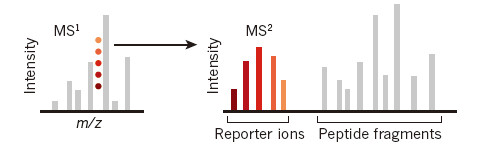 Intensity
MS¹
m/z
Intensity
MS²
Reporter ions
Peptide fragments